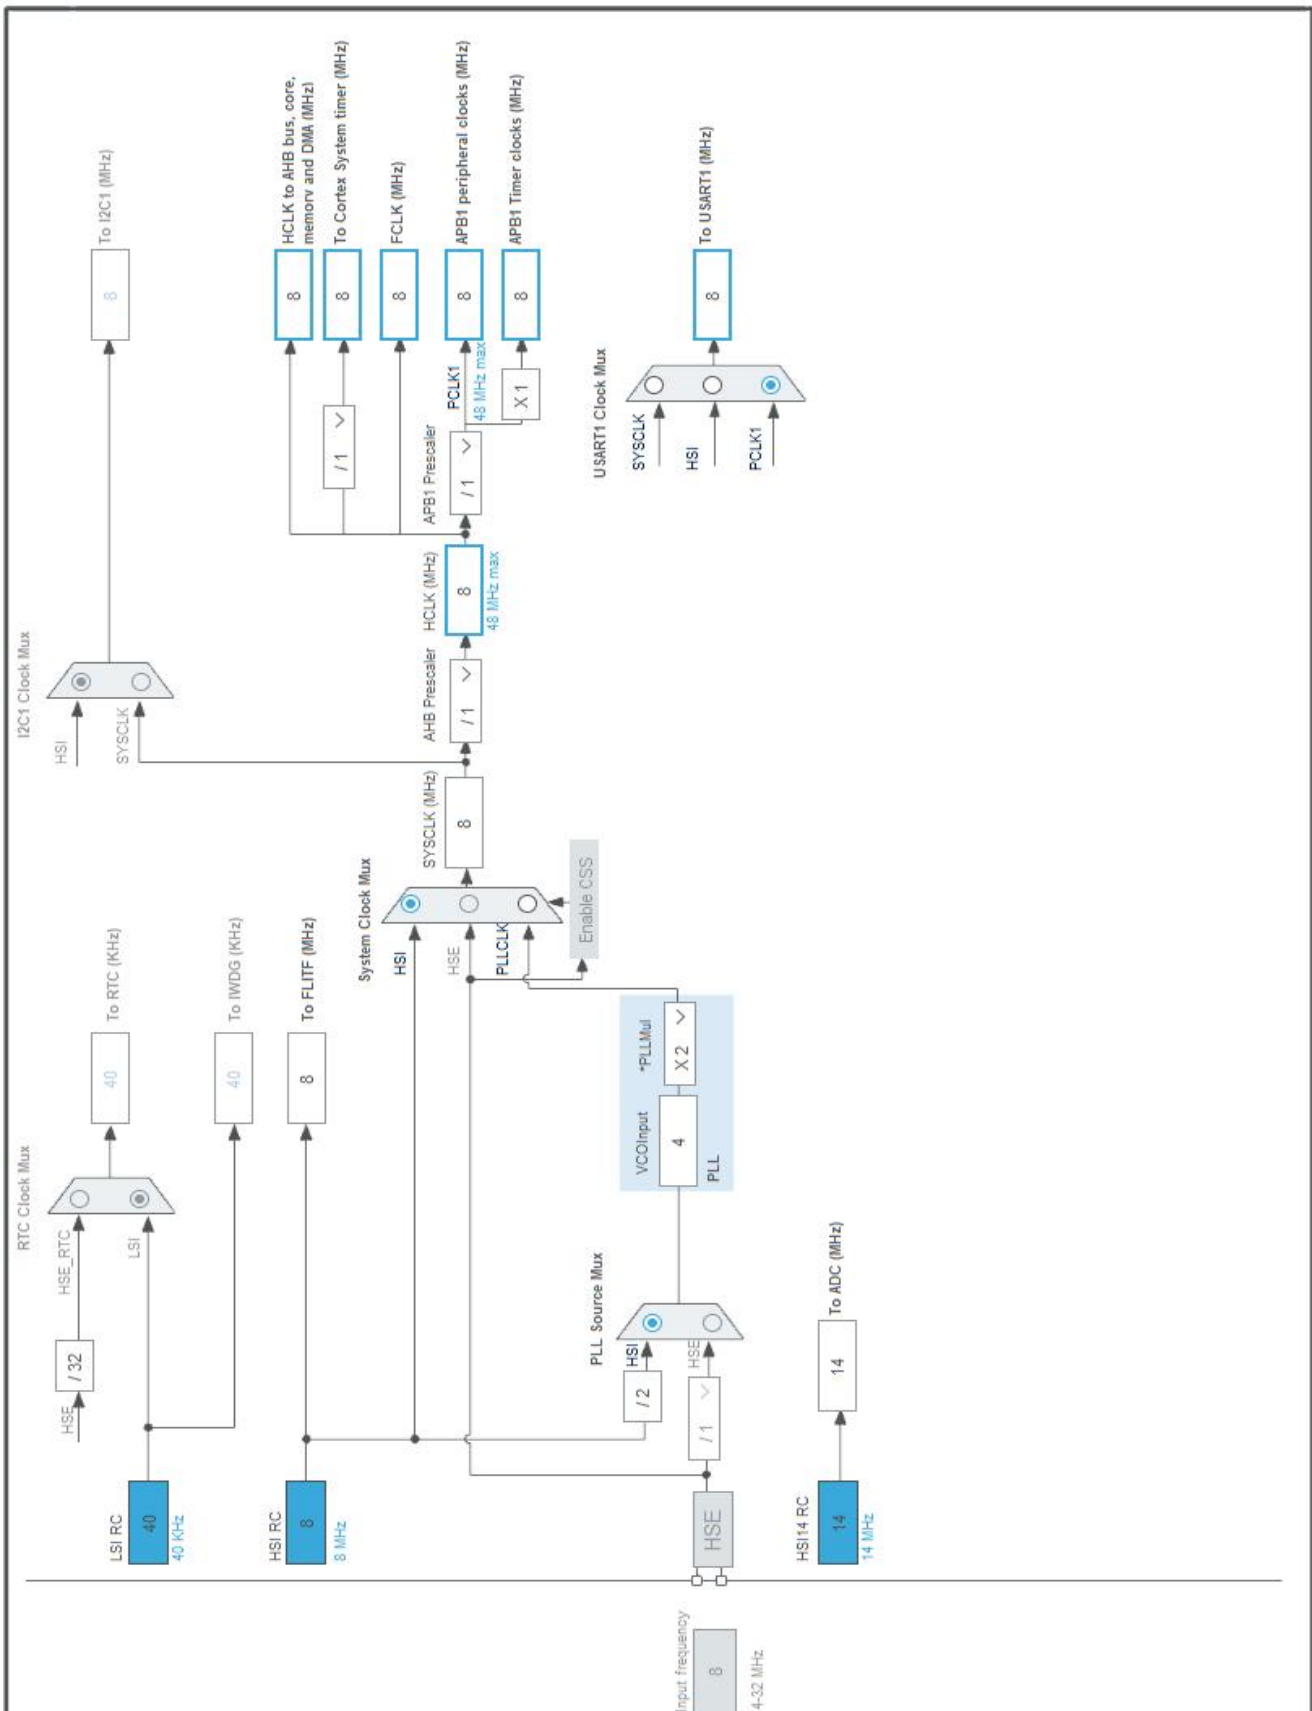 RTC Clock Mux
HSE
/ 32
HSE_RTC
40
To RTC (KHz)
LSI RC
40
40 KHz
LSI
40
To IWDG (KHz)
HSI RC
8
8 MHz
8
To FLITF (MHz)
I2C1 Clock Mux
HSI
SYSCLK
8
To I2C1 (MHz)
System Clock Mux
HSI
HSE
PLLCLK
Enable CSS
SYSCLK (MHz)
8
AHB Prescaler
/ 1
HCLK (MHz)
8
48 MHz max
8
HCLK to AHB bus, core,
memory and DMA (MHz)
/ 1
8
To Cortex System timer (MHz)
8
FCLK (MHz)
APB1 Prescaler
/ 1
PCLK1
48 MHz max
8
APB1 peripheral clocks (MHz)
X 1
8
APB1 Timer clocks (MHz)
PLL Source Mux
/ 2
HSI
/ 1
HSE
VCOInput
4
*PLLMul
X 2
PLL
USART1 Clock Mux
SYSCLK
HSI
PCLK1
8
To USART1 (MHz)
Input frequency
8
4-32 MHz
HSE
HSI14 RC
14
14 MHz
14
To ADC (MHz)